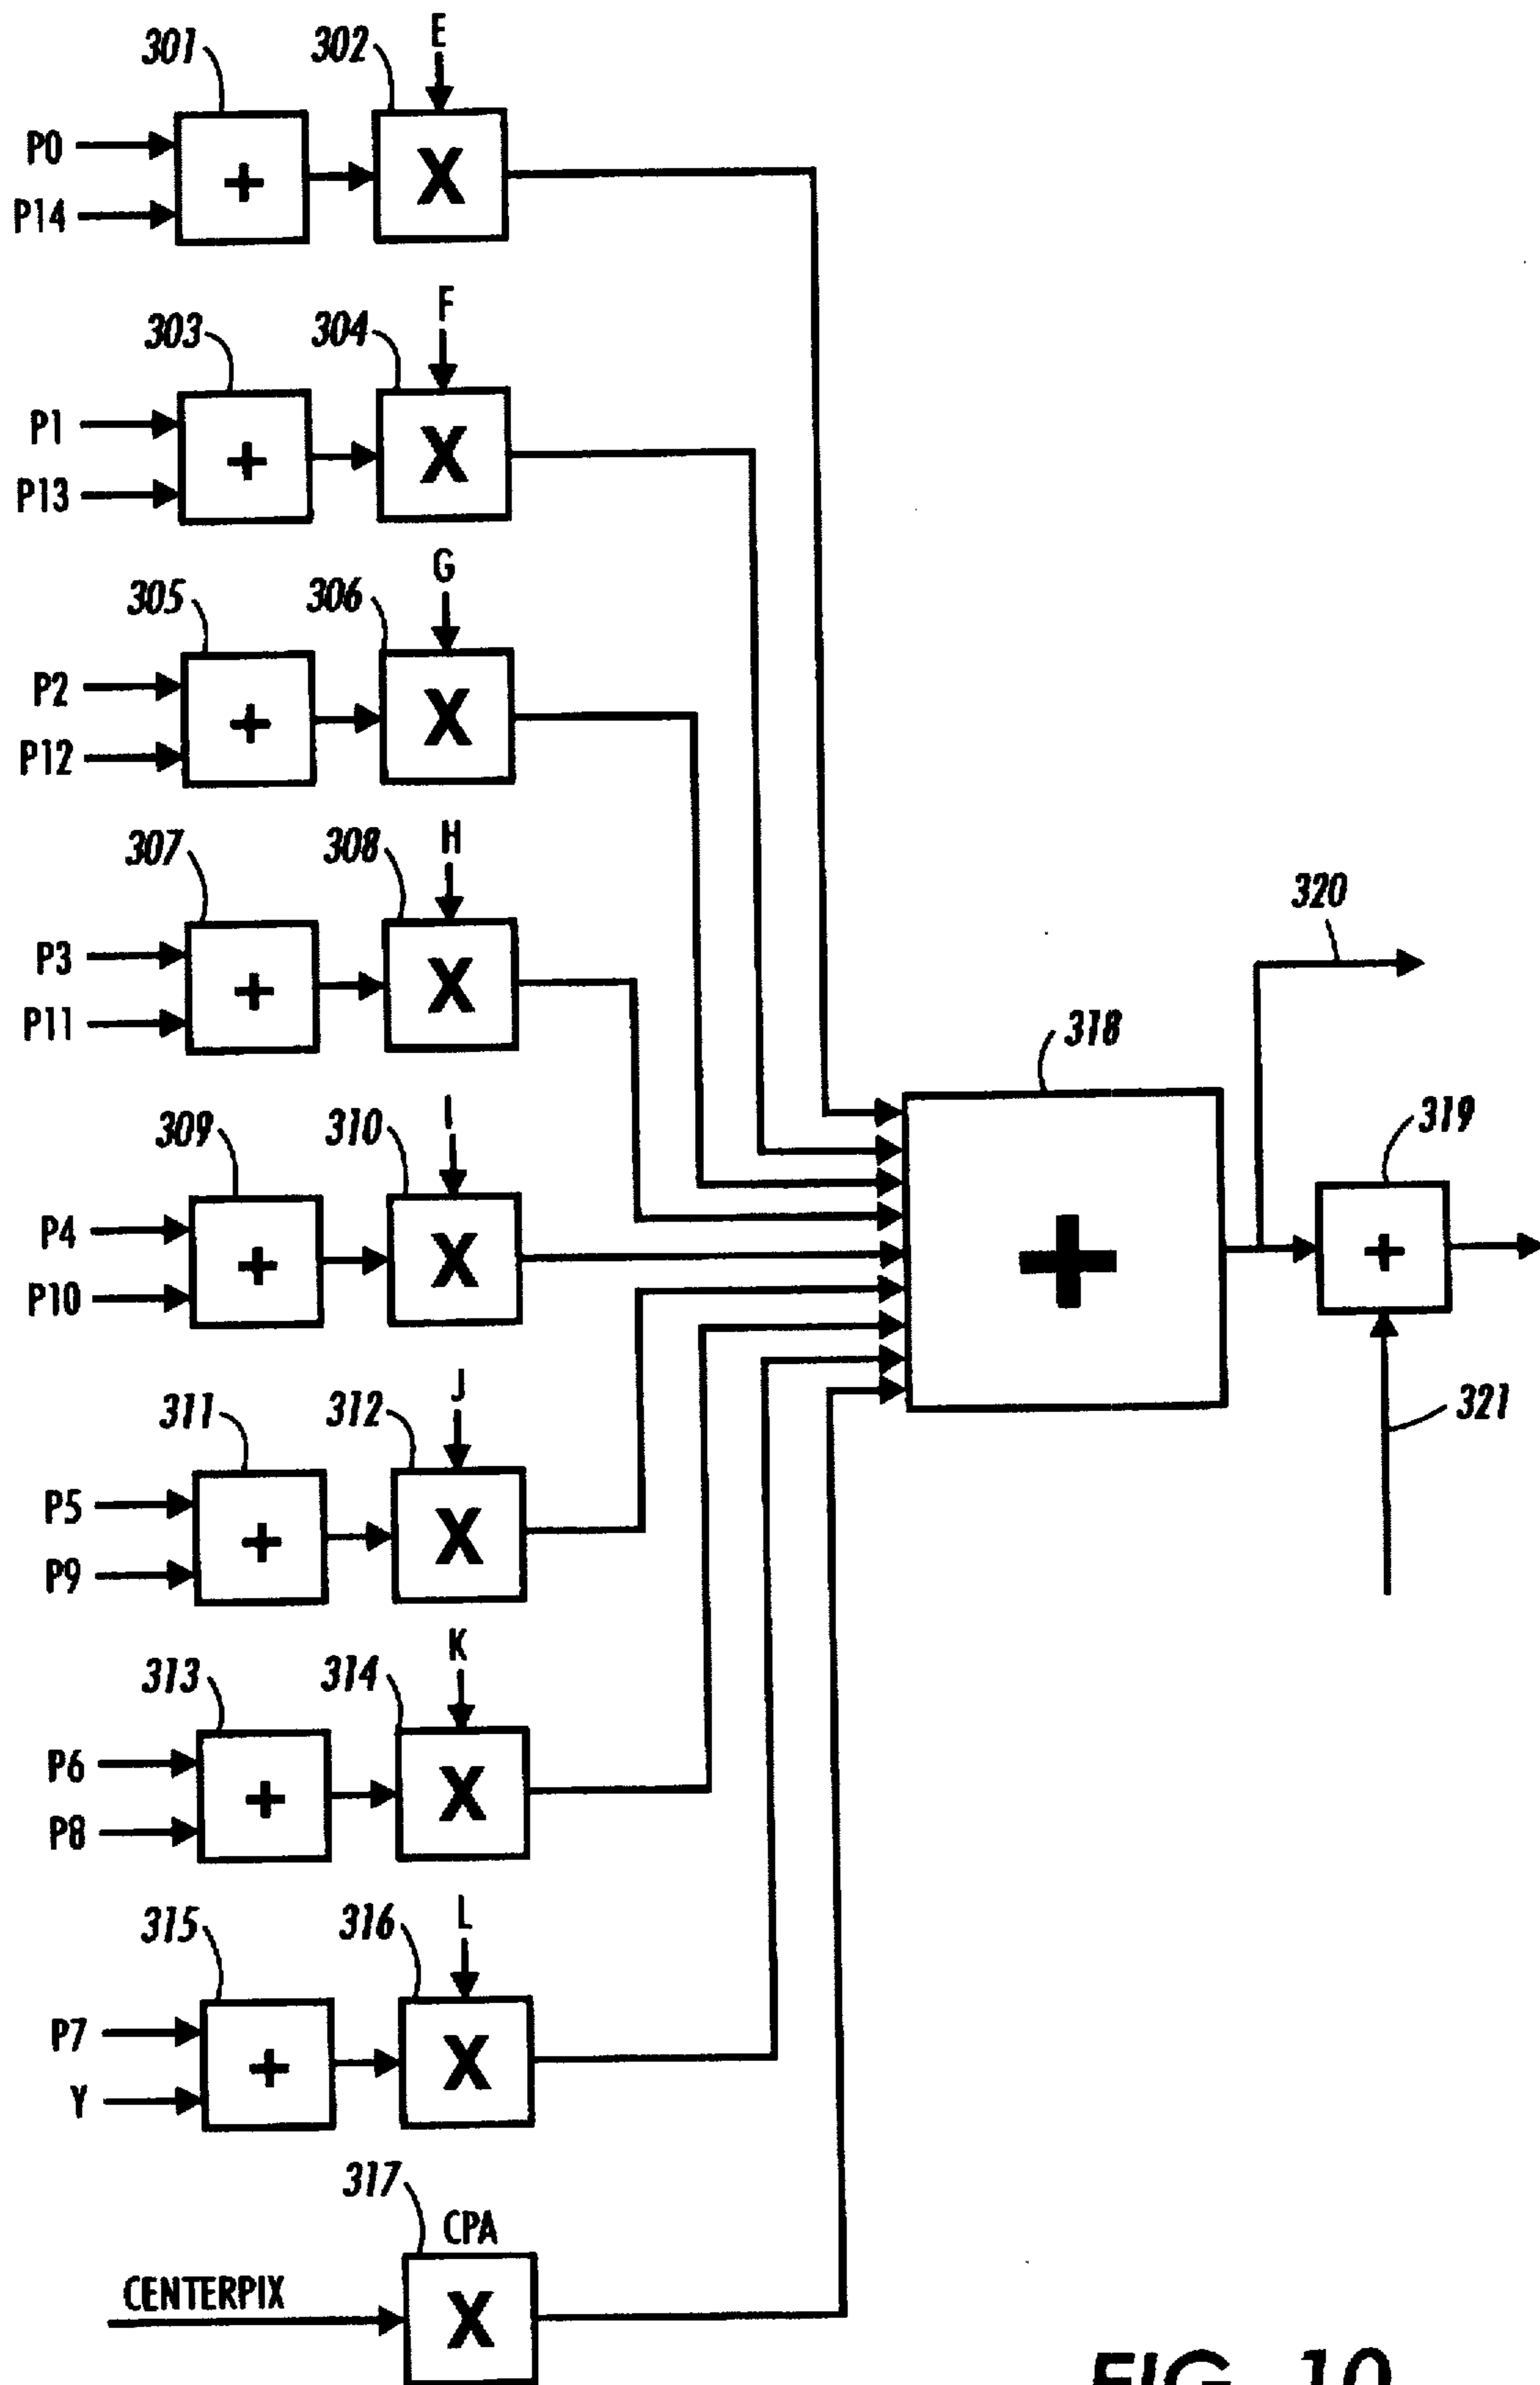 E
301
302
P0
+
X
P14
F
303
304
P1
+
X
P13
G
305
306
P2
+
X
P12
H
307
308
P3
+
X
P11
I
309
310
P4
+
X
P10
J
311
312
P5
+
X
P9
K
313
314
P6
+
X
P8
L
315
316
P7
+
X
Y
317
CPA
CENTERPIX
X
318
+
320
319
+
321
FIG. 10